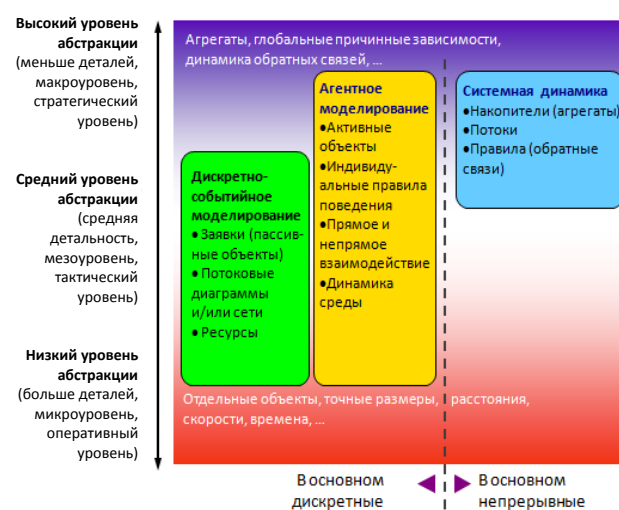 Высокий уровень
абстракции
(меньше деталей,
макроуровень,
стратегический
уровень)
Средний уровень
абстракции
(средняя
детальность,
мезоуровень,
тактический
уровень)
Низкий уровень
абстракции
(больше деталей,
микроуровень,
оперативный
уровень)
Агрегаты, глобальные причинные зависимости,
динамика обратных связей, ...
Дискретно-
событийное
моделирование
• Заявки (пассив-
ные объекты)
• Потоковые
диаграммы
и/или сети
• Ресурсы
Агентное
моделирование
•Активные
объекты
•Индивиду-
альные правила
поведения
•Прямое и
непрямое
взаимодействие
•Динамика
среды
Системная динамика
•Накопители (агрегаты)
•Потоки
•Правила (обратные
связи)
Отдельные объекты, точные размеры, расстояния,
скорости, времена, ...
В основном
дискретные
В основном
непрерывные